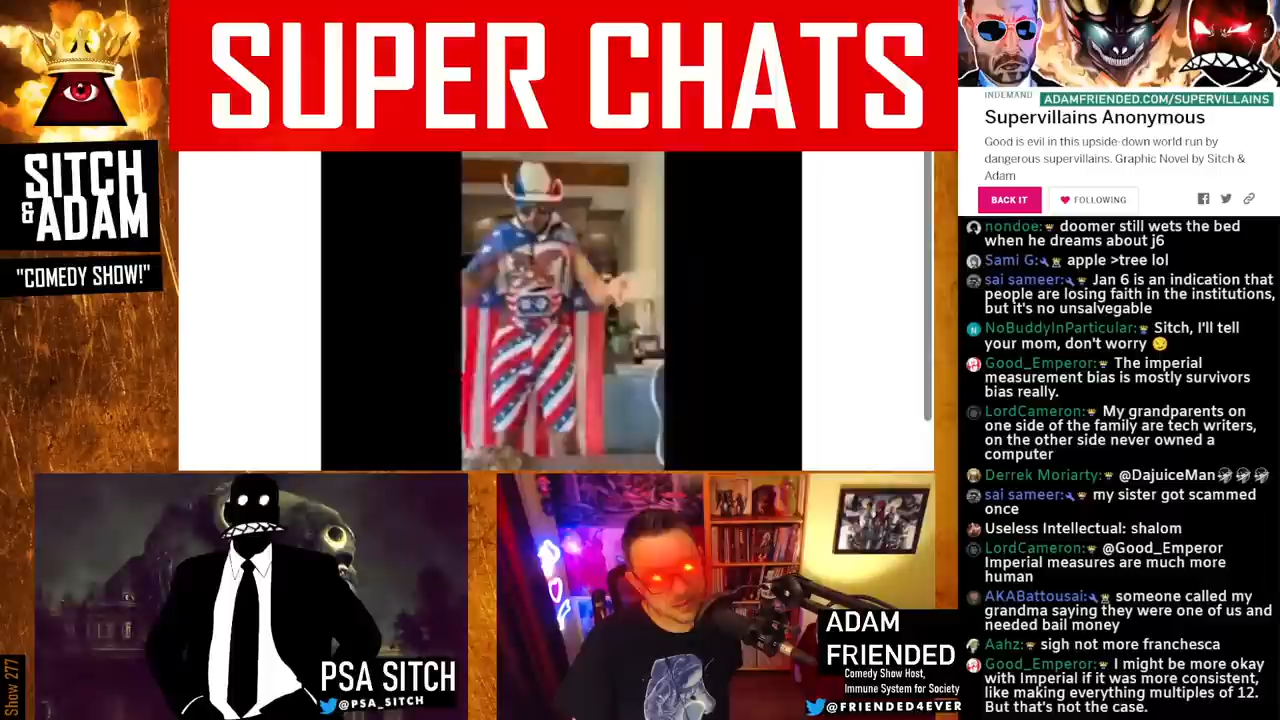 SUPER CHATS
SITCH
& ADAM
"COMEDY SHOW!"
Show 277
PSA SITCH
@PSA_SITCH
ADAM
FRIENDED
Comedy Show Host,
Immune System for Society
@FRIENDED4EVER
INDEMAND
ADAMFRIENDED.COM/SUPERVILLAINS
Supervillains Anonymous
Good is evil in this upside-down world run by
dangerous supervillains. Graphic Novel by Sitch &
Adam
BACK IT
FOLLOWING
nondoe: doomer still wets the bed
when he dreams about j6
Sami G: apple >tree lol
sai sameer: Jan 6 is an indication that
people are losing faith in the institutions,
but it's no unsalvegable
N
NoBuddyInParticular: Sitch, I'll tell
your mom, don't worry 😏
Good_Emperor: The imperial
measurement bias is mostly survivors
bias really.
LordCameron: My grandparents on
one side of the family are tech writers,
on the other side never owned a
computer
Derrek Moriarty: @DajuiceMan
sai sameer: my sister got scammed
once
Useless Intellectual: shalom
LordCameron: @Good_Emperor
Imperial measures are much more
human
AKABattousai: someone called my
grandma saying they were one of us and
needed bail money
Aahz: sigh not more franchesca
Good_Emperor: I might be more okay
with Imperial if it was more consistent,
like making everything multiples of 12.
But that's not the case.